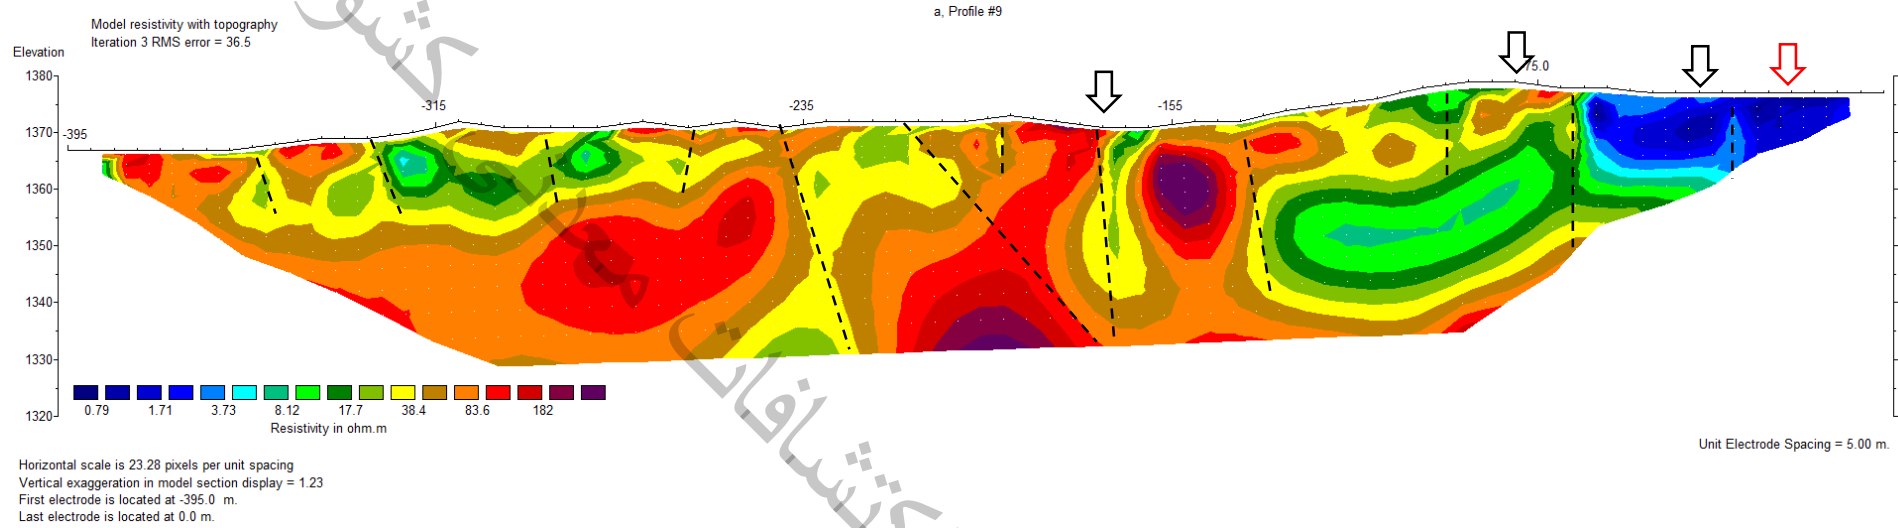 a, Profile #9
Model resistivity with topography
Iteration 3 RMS error = 36.5
Elevation
1380
1370
1360
1350
1340
1330
1320
-395
-315
-235
-155
75.0
0.79 1.71 3.73 8.12 17.7 38.4 83.6 182
Resistivity in ohm.m
Unit Electrode Spacing = 5.00 m.
Horizontal scale is 23.28 pixels per unit spacing
Vertical exaggeration in model section display = 1.23
First electrode is located at -395.0 m.
Last electrode is located at 0.0 m.